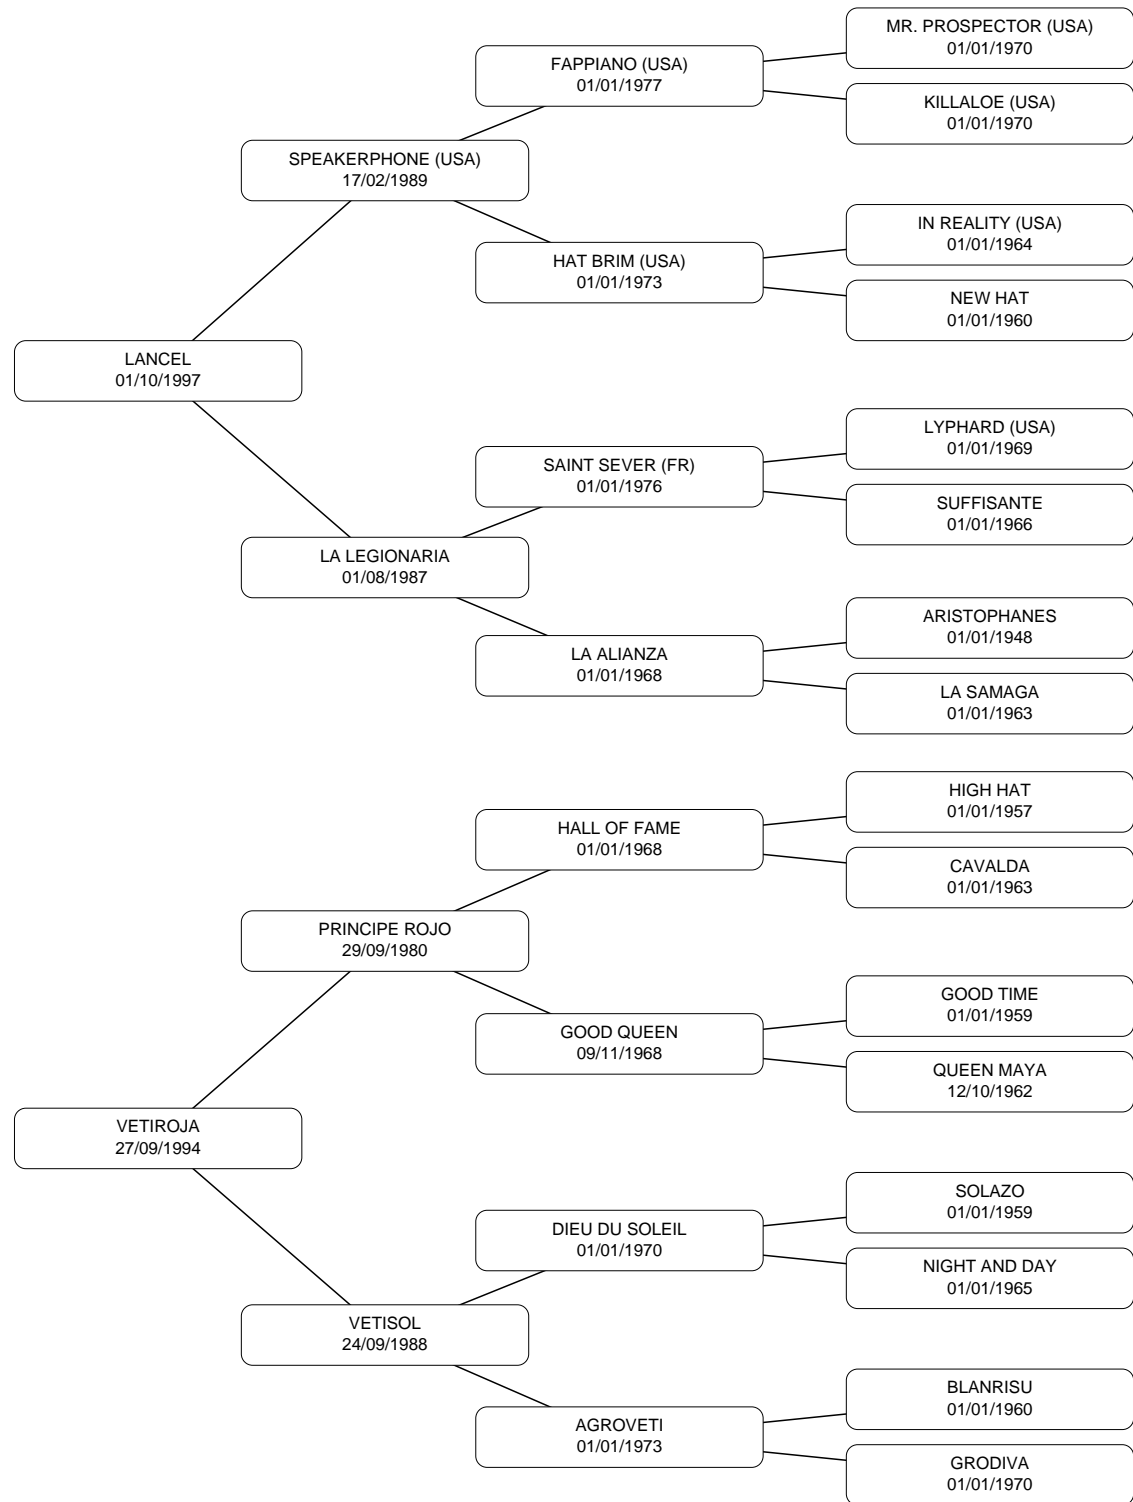 MR. PROSPECTOR (USA)
01/01/1970
FAPPIANO (USA)
01/01/1977
KILLALOE (USA)
01/01/1970
SPEAKERPHONE (USA)
17/02/1989
IN REALITY (USA)
01/01/1964
HAT BRIM (USA)
01/01/1973
NEW HAT
01/01/1960
LANCEL
01/10/1997
LYPHARD (USA)
01/01/1969
SAINT SEVER (FR)
01/01/1976
SUFFISANTE
01/01/1966
LA LEGIONARIA
01/08/1987
ARISTOPHANES
01/01/1948
LA ALIANZA
01/01/1968
LA SAMAGA
01/01/1963
HIGH HAT
01/01/1957
HALL OF FAME
01/01/1968
CAVALDA
01/01/1963
PRINCIPE ROJO
29/09/1980
GOOD TIME
01/01/1959
GOOD QUEEN
09/11/1968
QUEEN MAYA
12/10/1962
VETIROJA
27/09/1994
SOLAZO
01/01/1959
DIEU DU SOLEIL
01/01/1970
NIGHT AND DAY
01/01/1965
VETISOL
24/09/1988
BLANRISU
01/01/1960
AGROVETI
01/01/1973
GRODIVA
01/01/1970